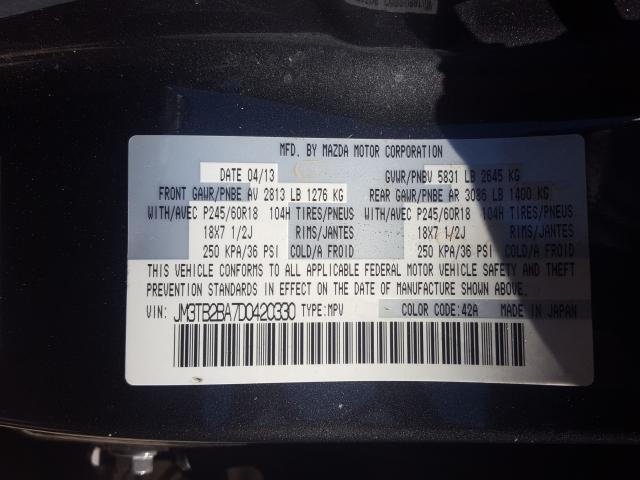 MFD. BY MAZDA MOTOR CORPORATION
DATE 04/13 GVWR/PNBV 5831 LB 2645 KG
FRONT GAWR/PNBE AV 2813 LB 1276 KG REAR GAWR/PNBE AR 3086 LB 1400 KG
WITH/AVEC P245/60R18 104H TIRES/PNEUS WITH/AVEC P245/60R18 104H TIRES/PNEUS
18X7 1/2J RIMS/JANTES 18X7 1/2J RIMS/JANTES
250 KPA/36 PSI COLD/A FROID 250 KPA/36 PSI COLD/A FROID
THIS VEHICLE CONFORMS TO ALL APPLICABLE FEDERAL MOTOR VEHICLE SAFETY AND THEFT
PREVENTION STANDARDS IN EFFECT ON THE DATE OF MANUFACTURE SHOWN ABOVE.
VIN: JM3TB2BA7D0420330 TYPE:MPV COLOR CODE:42A MADE IN JAPAN